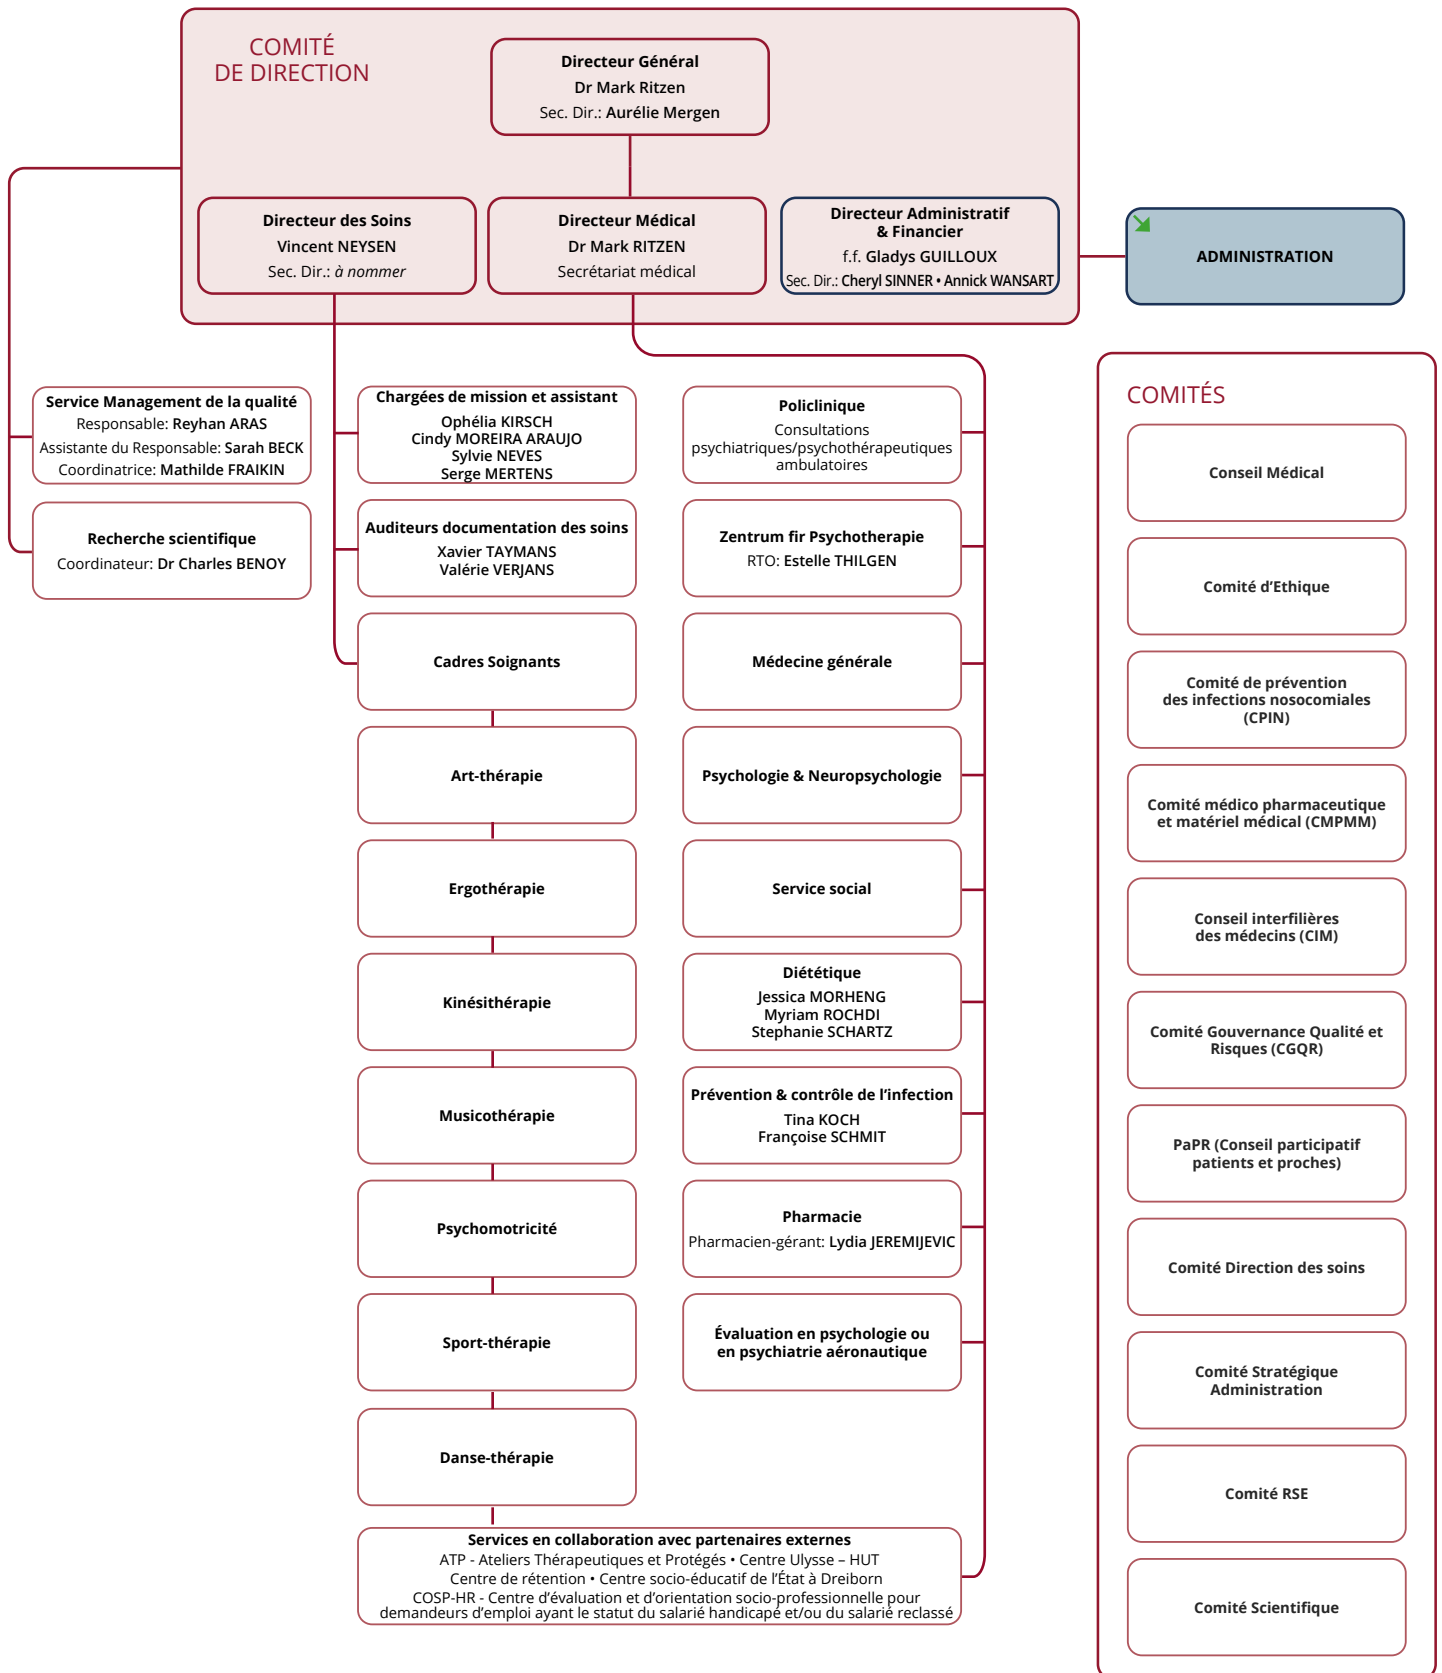 COMITÉ
DE DIRECTION
Directeur Général
Dr Mark Ritzen
Sec. Dir.: Aurélie Mergen
Directeur des Soins
Vincent NEYSEN
Sec. Dir.: à nommer
Directeur Médical
Dr Mark RITZEN
Secrétariat médical
Directeur Administratif
& Financier
f.f. Gladys GUILLOUX
Sec. Dir.: Cheryl SINNER • Annick WANSART
ADMINISTRATION
Service Management de la qualité
Responsable: Reyhan ARAS
Assistante du Responsable: Sarah BECK
Coordinatrice: Mathilde FRAIKIN
Recherche scientifique
Coordinateur: Dr Charles BENOY
Chargées de mission et assistant
Ophélia KIRSCH
Cindy MOREIRA ARAUJO
Sylvie NEVES
Serge MERTENS
Auditeurs documentation des soins
Xavier TAYMANS
Valérie VERJANS
Cadres Soignants
Art-thérapie
Ergothérapie
Kinésithérapie
Musicothérapie
Psychomotricité
Sport-thérapie
Danse-thérapie
Policlinique
Consultations
psychiatriques/psychothérapeutiques
ambulatoires
Zentrum fir Psychotherapie
RTO: Estelle THILGEN
Médecine générale
Psychologie & Neuropsychologie
Service social
Diététique
Jessica MORHENG
Myriam ROCHDI
Stephanie SCHARTZ
Prévention & contrôle de l’infection
Tina KOCH
Françoise SCHMIT
Pharmacie
Pharmacien-gérant: Lydia JEREMIJEVIC
Évaluation en psychologie ou
en psychiatrie aéronautique
Services en collaboration avec partenaires externes
ATP - Ateliers Thérapeutiques et Protégés • Centre Ulysse – HUT
Centre de rétention • Centre socio-éducatif de l’État à Dreiborn
COSP-HR - Centre d’évaluation et d’orientation socio-professionnelle pour
demandeurs d’emploi ayant le statut du salarié handicapé et/ou du salarié reclassé
COMITÉS
Conseil Médical
Comité d’Ethique
Comité de prévention
des infections nosocomiales
(CPIN)
Comité médico pharmaceutique
et matériel médical (CMPMM)
Conseil interfilières
des médecins (CIM)
Comité Gouvernance Qualité et
Risques (CGQR)
PaPR (Conseil participatif
patients et proches)
Comité Direction des soins
Comité Stratégique
Administration
Comité RSE
Comité Scientifique